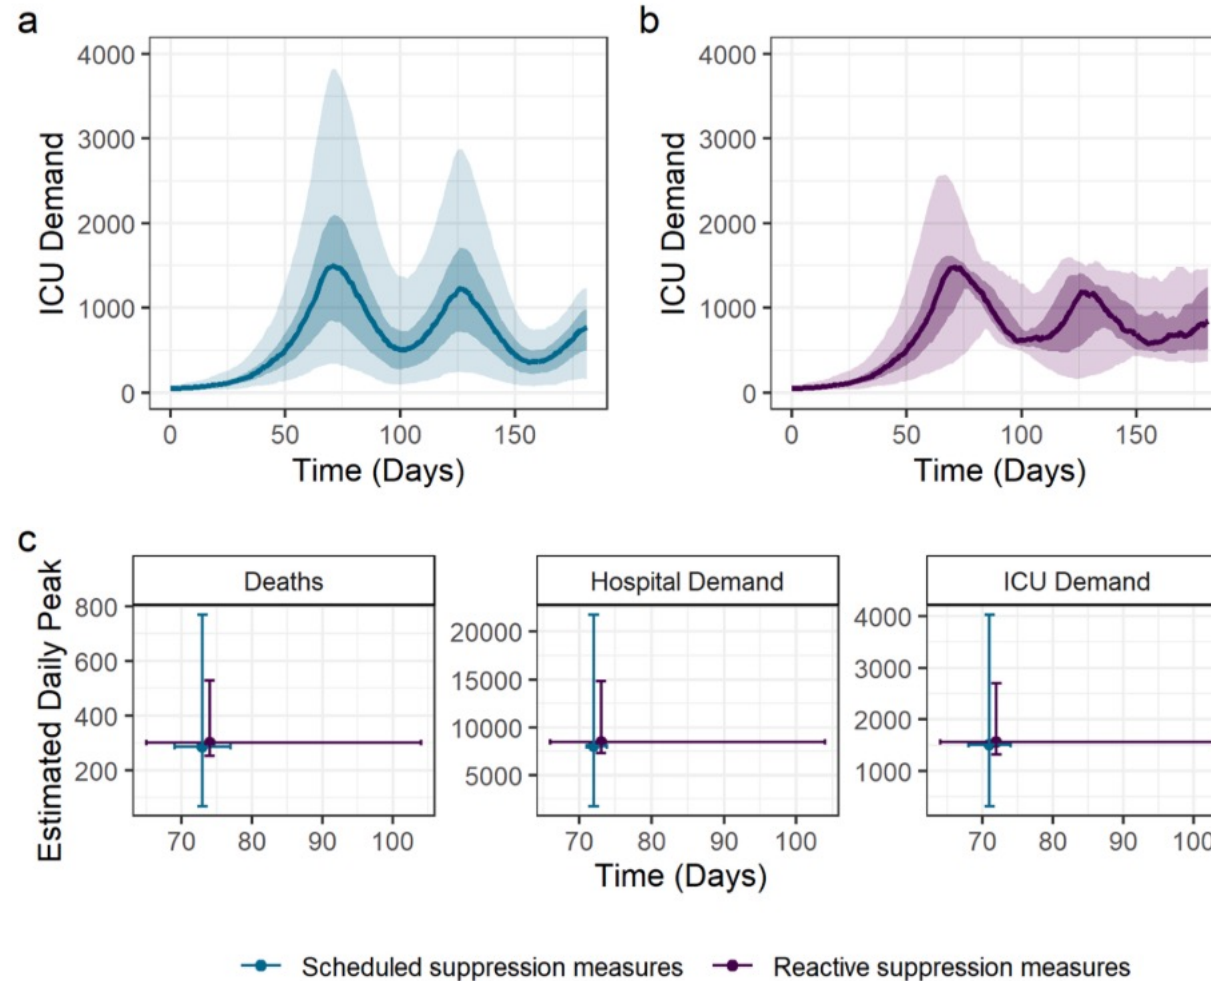 a
4000
3000
2000
1000
0
ICU Demand
0 50 100 150
Time (Days)
b
4000
3000
2000
1000
0
ICU Demand
0 50 100 150
Time (Days)
c
Estimated Daily Peak
Deaths
800
600
400
200
70 80 90 100
Hospital Demand
20000
15000
10000
5000
70 80 90 100
ICU Demand
4000
3000
2000
1000
70 80 90 100
Time (Days)
Scheduled suppression measures Reactive suppression measures